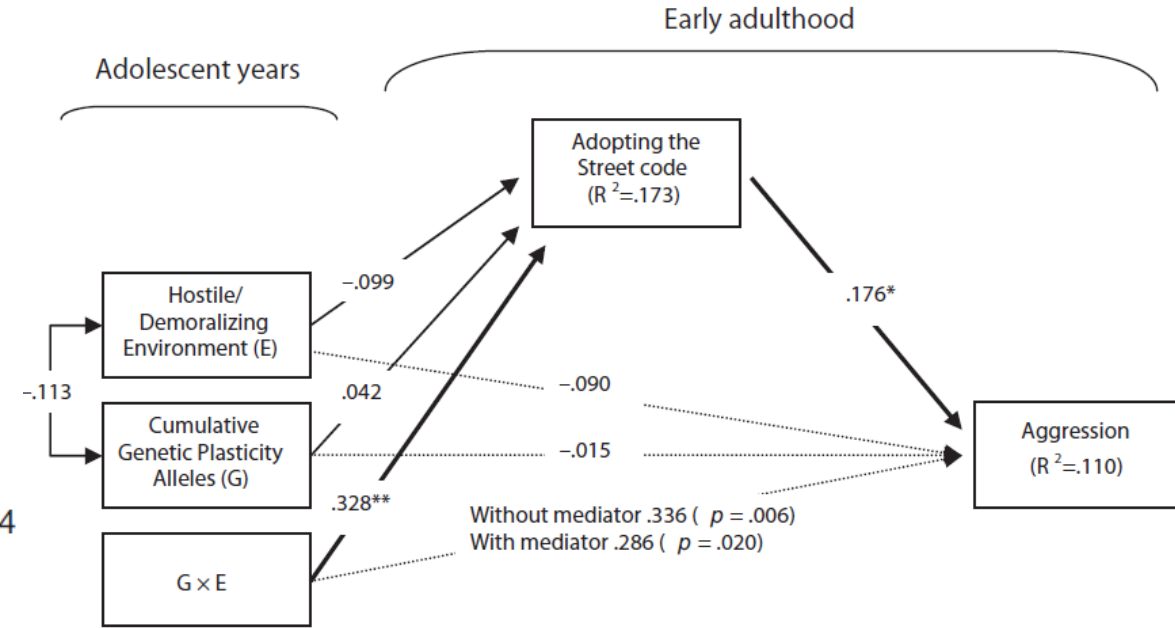 Early adulthood
Adolescent years
Adopting the
Street code
(R ²=.173)
–.099
Hostile/
Demoralizing
Environment (E)
.176*
–.113
.042
–.090
Cumulative
Genetic Plasticity
Alleles (G)
–.015
Aggression
(R ²=.110)
4
.328**
Without mediator .336 ( p = .006)
With mediator .286 ( p = .020)
G × E